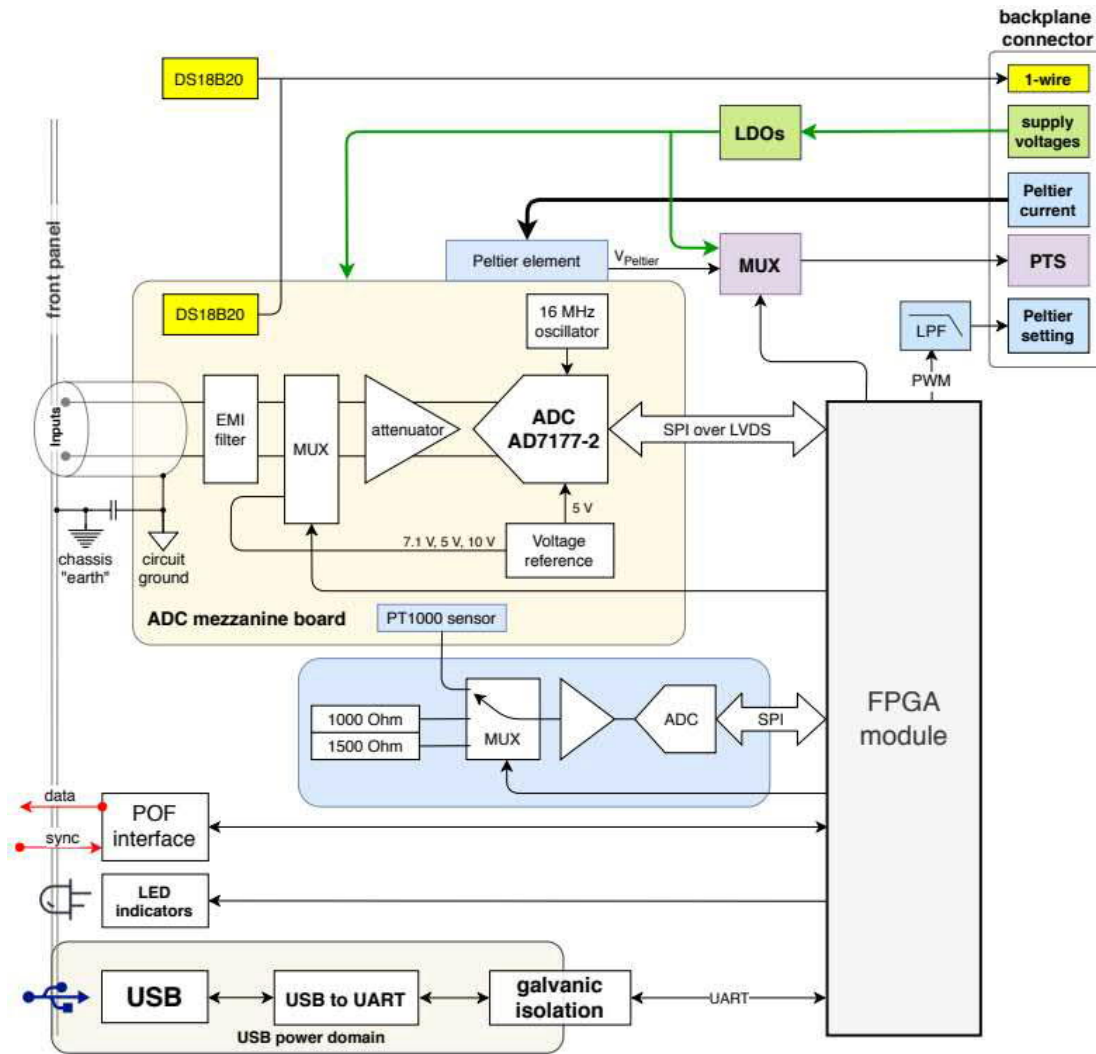 backplane
connector
DS18B20
1-wire
LDOs
supply
voltages
Peltier
current
front panel
Peltier element
VPeltier
MUX
PTS
DS18B20
16 MHz
oscillator
LPF
Peltier
setting
PWM
Inputs
EMI
filter
MUX
attenuator
ADC
AD7177-2
SPI over LVDS
5 V
7.1 V, 5 V, 10 V
Voltage
reference
chassis
"earth"
circuit
ground
ADC mezzanine board
PT1000 sensor
1000 Ohm
1500 Ohm
MUX
ADC
SPI
FPGA
module
data
sync
POF
interface
LED
indicators
USB
USB to UART
galvanic
isolation
UART
USB power domain